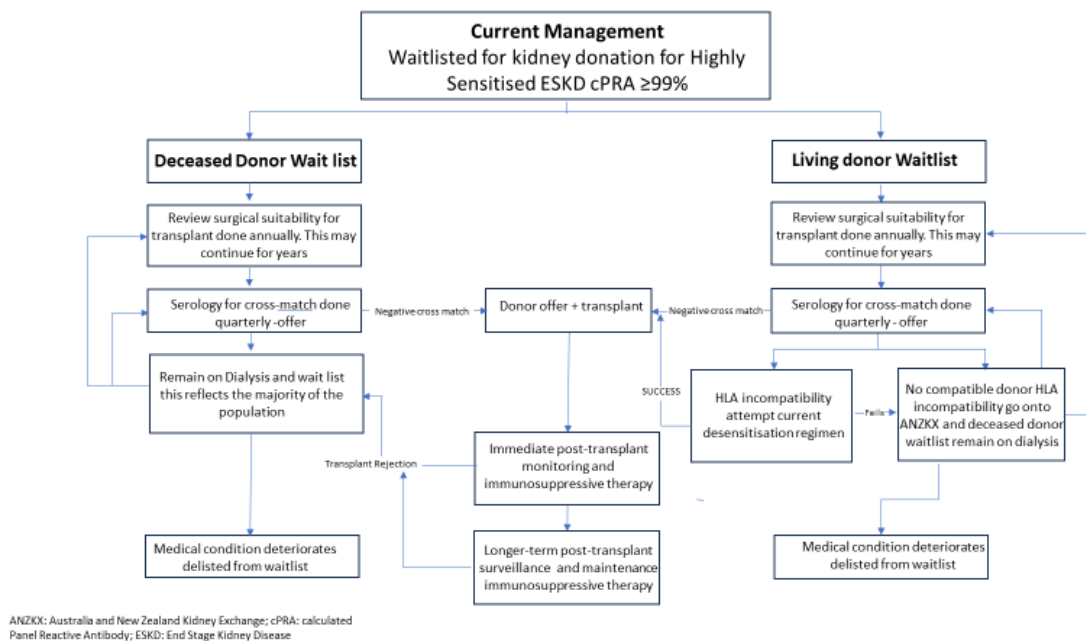 Current Management
Waitlisted for kidney donation for Highly
Sensitised ESKD cPRA ≥99%
Deceased Donor Wait list
Living donor Waitlist
Review surgical suitability for
transplant done annually. This may
continue for years
Review surgical suitability for
transplant done annually. This may
continue for years
Serology for cross-match done
quarterly -offer
Negative cross match
Donor offer + transplant
Negative cross match
Serology for cross-match done
quarterly - offer
Remain on Dialysis and wait list
this reflects the majority of the
population
SUCCESS
HLA incompatibility
attempt current
desensitisation regimen
Fails
No compatible donor HLA
incompatibility go onto
ANZKX and deceased donor
waitlist remain on dialysis
Transplant Rejection
Immediate post-transplant
monitoring and
immunosuppressive therapy
Medical condition deteriorates
delisted from waitlist
Longer-term post-transplant
surveillance and maintenance
immunosuppressive therapy
Medical condition deteriorates
delisted from waitlist
ANZKX: Australia and New Zealand Kidney Exchange; cPRA: calculated
Panel Reactive Antibody; ESKD: End Stage Kidney Disease